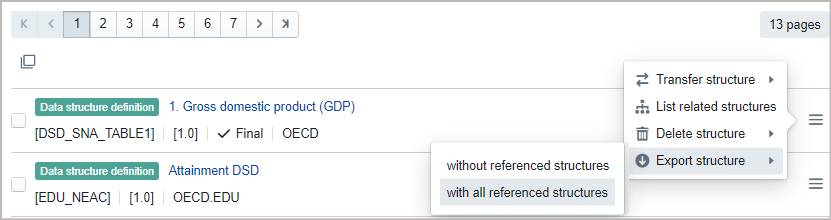 1 2 3 4 5 6 7
13 pages
Data structure definition 1. Gross domestic product (GDP)
[DSD_SNA_TABLE1] [1.0] Final OECD
Data structure definition Attainment DSD
[EDU_NEAC] [1.0] OECD.EDU
Transfer structure
List related structures
Delete structure
Export structure
without referenced structures
with all referenced structures